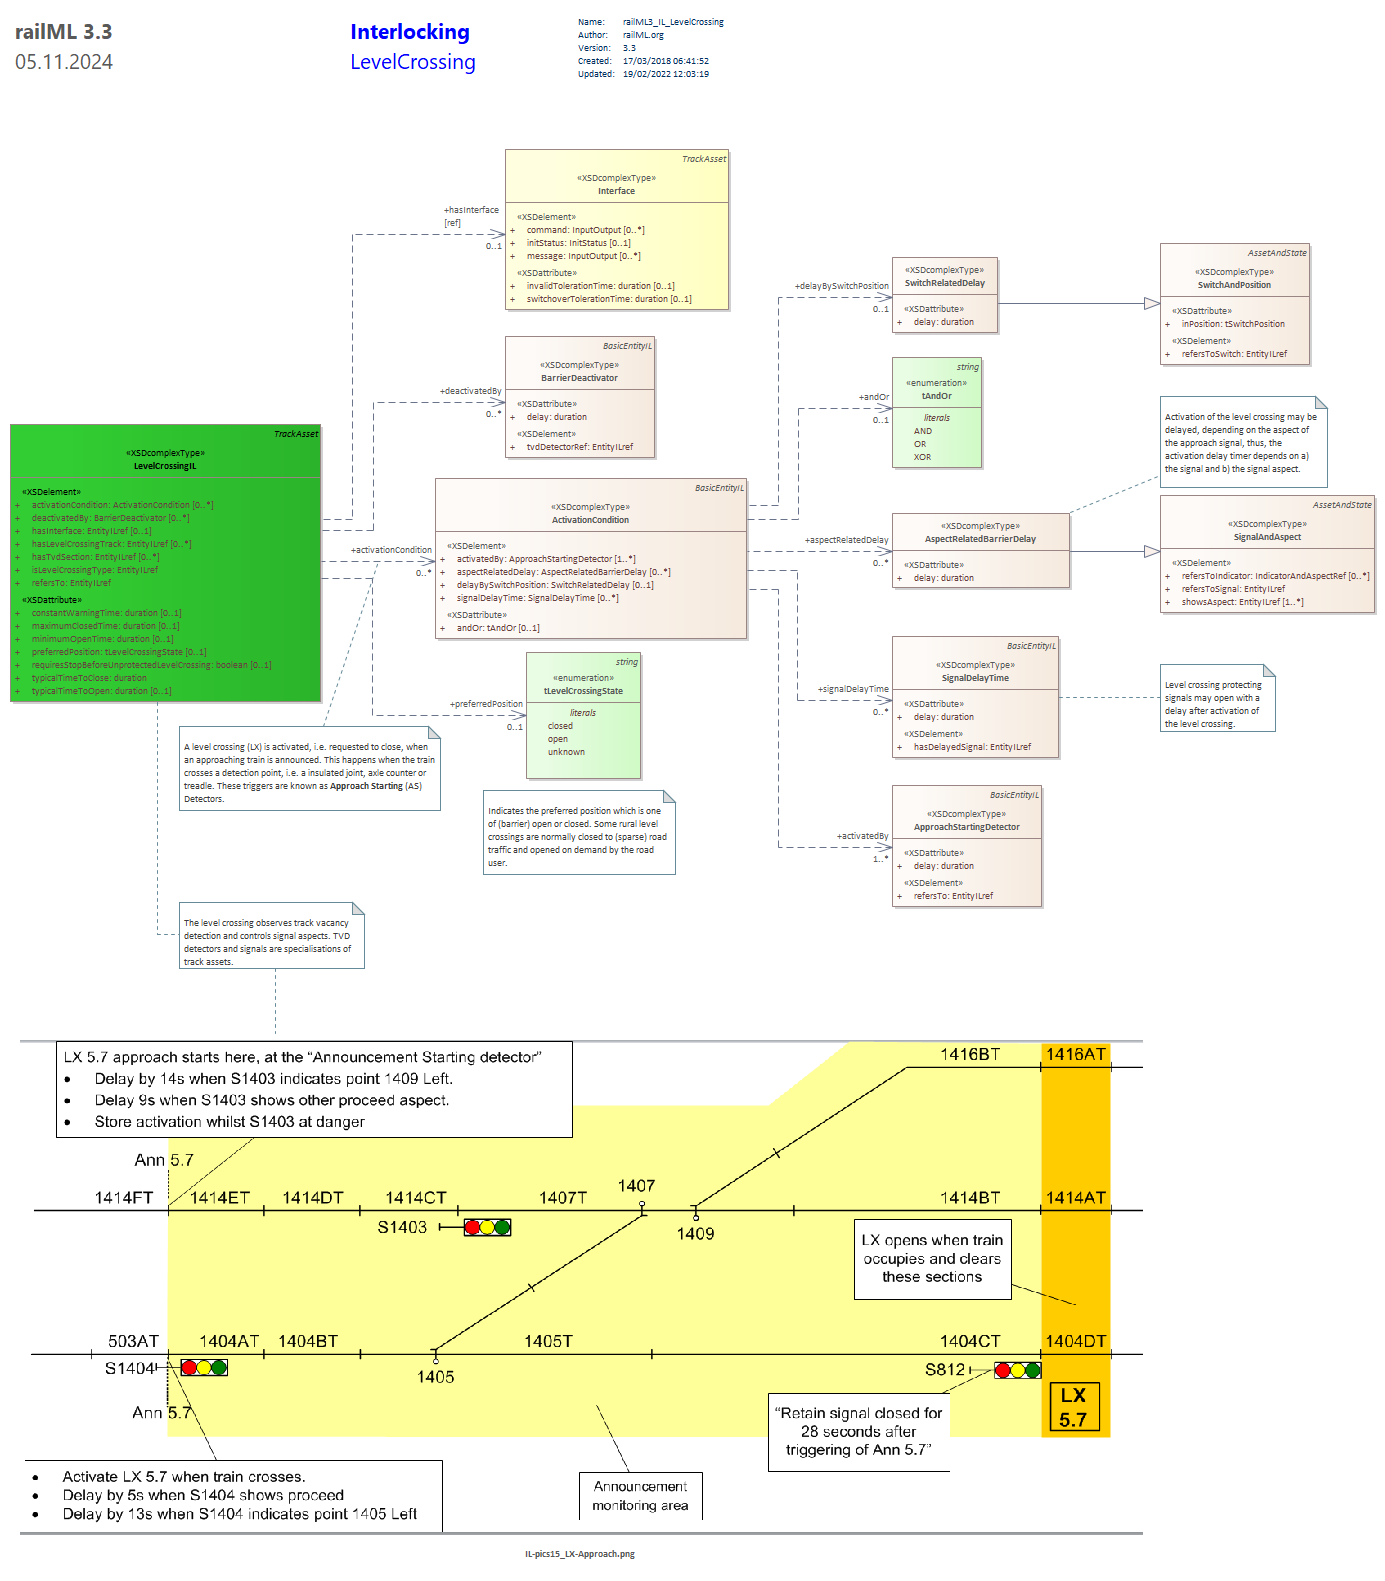 railML 3.3
05.11.2024
Interlocking
LevelCrossing
Name: railML3_IL_LevelCrossing
Author: railML.org
Version: 3.3
Created: 17/03/2018 06:41:52
Updated: 19/02/2022 12:03:19
TrackAsset
«XSDcomplexType»
Interface
«XSDelement»
+ command: InputOutput [0..*]
+ initStatus: InitStatus [0..1]
+ message: InputOutput [0..*]
«XSDattribute»
+ invalidTolerationTime: duration [0..1]
+ switchoverTolerationTime: duration [0..1]
+hasInterface
[ref]
0..1
BasicEntityIL
«XSDcomplexType»
BarrierDeactivator
«XSDattribute»
+ delay: duration
«XSDelement»
+ tvdDetectorRef: EntityILref
+deactivatedBy
0..*
TrackAsset
«XSDcomplexType»
LevelCrossingIL
«XSDelement»
+ activationCondition: ActivationCondition [0..*]
+ deactivatedBy: BarrierDeactivator [0..*]
+ hasInterface: EntityILref [0..1]
+ hasLevelCrossingTrack: EntityILref [0..*]
+ hasTvdSection: EntityILref [0..*]
+ isLevelCrossingType: EntityILref
+ refersTo: EntityILref
«XSDattribute»
+ constantWarningTime: duration [0..1]
+ maximumClosedTime: duration [0..1]
+ minimumOpenTime: duration [0..1]
+ preferredPosition: tLevelCrossingState [0..1]
+ requiresStopBeforeUnprotectedLevelCrossing: boolean [0..1]
+ typicalTimeToClose: duration
+ typicalTimeToOpen: duration [0..1]
+activationCondition
0..*
BasicEntityIL
«XSDcomplexType»
ActivationCondition
«XSDelement»
+ activatedBy: ApproachStartingDetector [1..*]
+ aspectRelatedDelay: AspectRelatedBarrierDelay [0..*]
+ delayBySwitchPosition: SwitchRelatedDelay [0..1]
+ signalDelayTime: SignalDelayTime [0..*]
«XSDattribute»
+ andOr: tAndOr [0..1]
string
«enumeration»
tLevelCrossingState
literals
closed
open
unknown
+preferredPosition
0..1
+delayBySwitchPosition
0..1
«XSDcomplexType»
SwitchRelatedDelay
«XSDattribute»
+ delay: duration
AssetAndState
«XSDcomplexType»
SwitchAndPosition
«XSDattribute»
+ inPosition: tSwitchPosition
«XSDelement»
+ refersToSwitch: EntityILref
+andOr
0..1
string
«enumeration»
tAndOr
literals
AND
OR
XOR
Activation of the level crossing may be
delayed, depending on the aspect of
the approach signal, thus, the
activation delay timer depends on a)
the signal and b) the signal aspect.
+aspectRelatedDelay
0..*
«XSDcomplexType»
AspectRelatedBarrierDelay
«XSDattribute»
+ delay: duration
AssetAndState
«XSDcomplexType»
SignalAndAspect
«XSDelement»
+ refersToIndicator: IndicatorAndAspectRef [0..*]
+ refersToSignal: EntityILref
+ showsAspect: EntityILref [1..*]
+signalDelayTime
0..*
BasicEntityIL
«XSDcomplexType»
SignalDelayTime
«XSDattribute»
+ delay: duration
«XSDelement»
+ hasDelayedSignal: EntityILref
Level crossing protecting
signals may open with a
delay after activation of
the level crossing.
+activatedBy
1..*
BasicEntityIL
«XSDcomplexType»
ApproachStartingDetector
«XSDattribute»
+ delay: duration
«XSDelement»
+ refersTo: EntityILref
A level crossing (LX) is activated, i.e. requested to close, when
an approaching train is announced. This happens when the train
crosses a detection point, i.e. a insulated joint, axle counter or
treadle. These triggers are known as Approach Starting (AS)
Detectors.
Indicates the preferred position which is one
of (barrier) open or closed. Some rural level
crossings are normally closed to (sparse) road
traffic and opened on demand by the road
user.
The level crossing observes track vacancy
detection and controls signal aspects. TVD
detectors and signals are specialisations of
track assets.
LX 5.7 approach starts here, at the “Announcement Starting detector”
• Delay by 14s when S1403 indicates point 1409 Left.
• Delay 9s when S1403 shows other proceed aspect.
• Store activation whilst S1403 at danger
1416BT 1416AT
Ann 5.7
1414FT 1414ET 1414DT 1414CT 1407T 1407 1414BT 1414AT
S1403
1409
LX opens when train
occupies and clears
these sections
503AT 1404AT 1404BT 1405T 1404CT 1404DT
S1404
1405
S812
Ann 5.7
LX
5.7
“Retain signal closed for
28 seconds after
triggering of Ann 5.7”
• Activate LX 5.7 when train crosses.
• Delay by 5s when S1404 shows proceed
• Delay by 13s when S1404 indicates point 1405 Left
Announcement
monitoring area
IL-pics15_LX-Approach.png